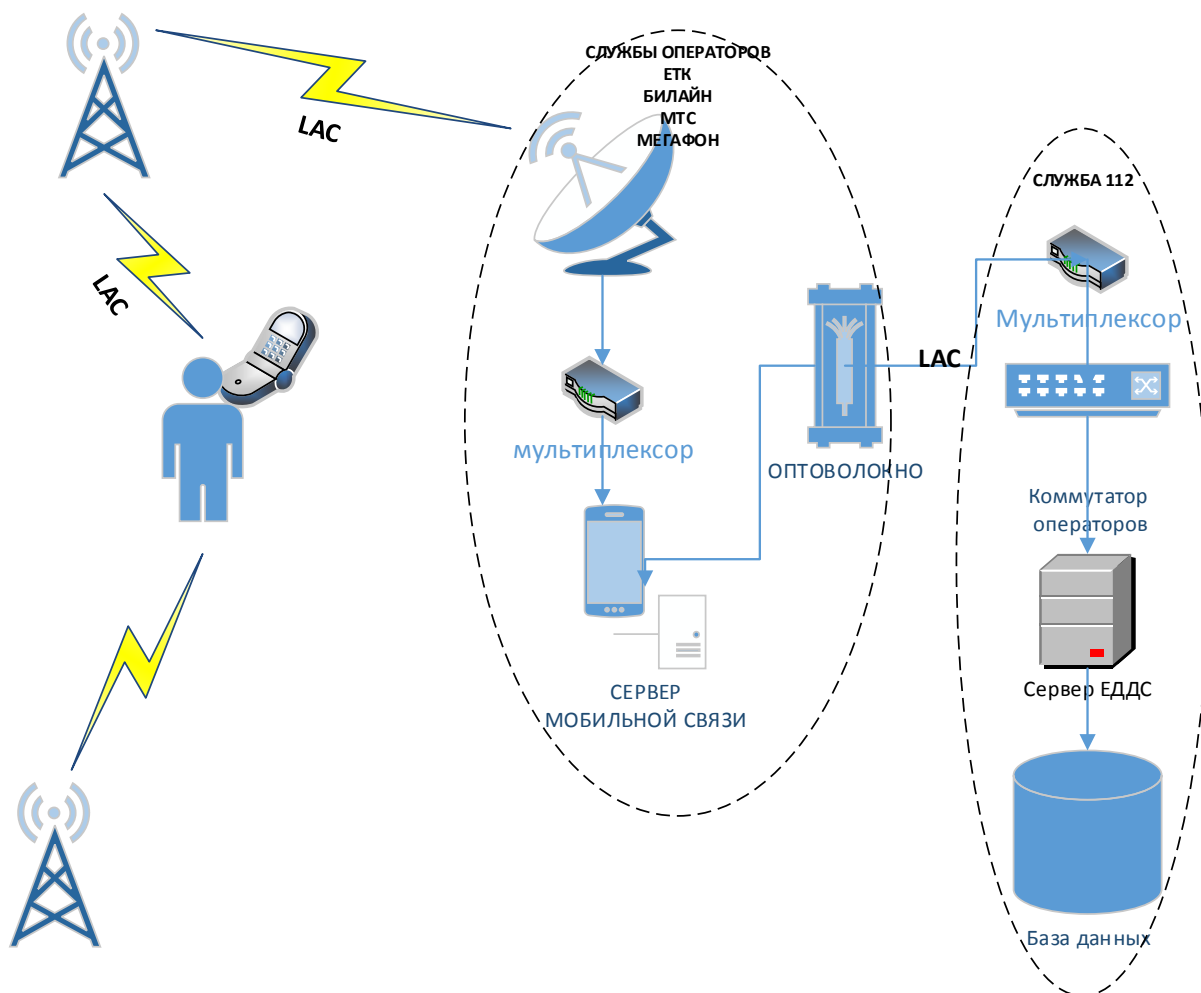 LAC
LAC
СЛУЖБЫ ОПЕРАТОРОВ
ЕТК
БИЛАЙН
МТС
МЕГАФОН
мультиплексор
СЕРВЕР
МОБИЛЬНОЙ СВЯЗИ
ОПТОВОЛОКНО
LAC
СЛУЖБА 112
Мультиплексор
Коммутатор
операторов
Сервер ЕДДС
База данных